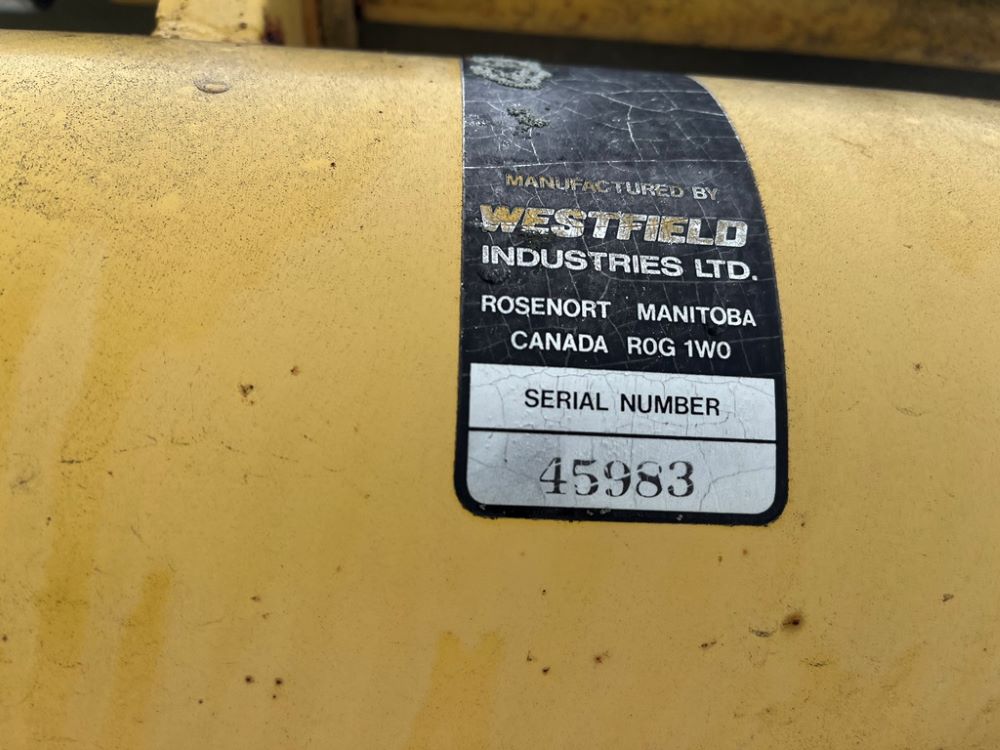 MANUFACTURED BY
WESTFIELD
INDUSTRIES LTD.
ROSENORT MANITOBA
CANADA R0G 1W0
SERIAL NUMBER
45983